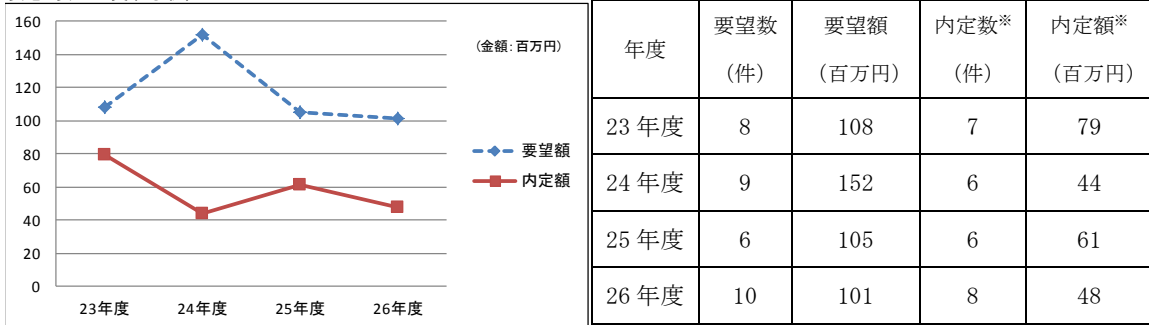 160
140
120
100
80
60
40
20
0
23年度 24年度 25年度 26年度
(金額:百万円)
要望額
内定額
年度 要望数(件) 要望額(百万円) 内定数※(件) 内定額※(百万円)
23 年度 8 108 7 79
24 年度 9 152 6 44
25 年度 6 105 6 61
26 年度 10 101 8 48